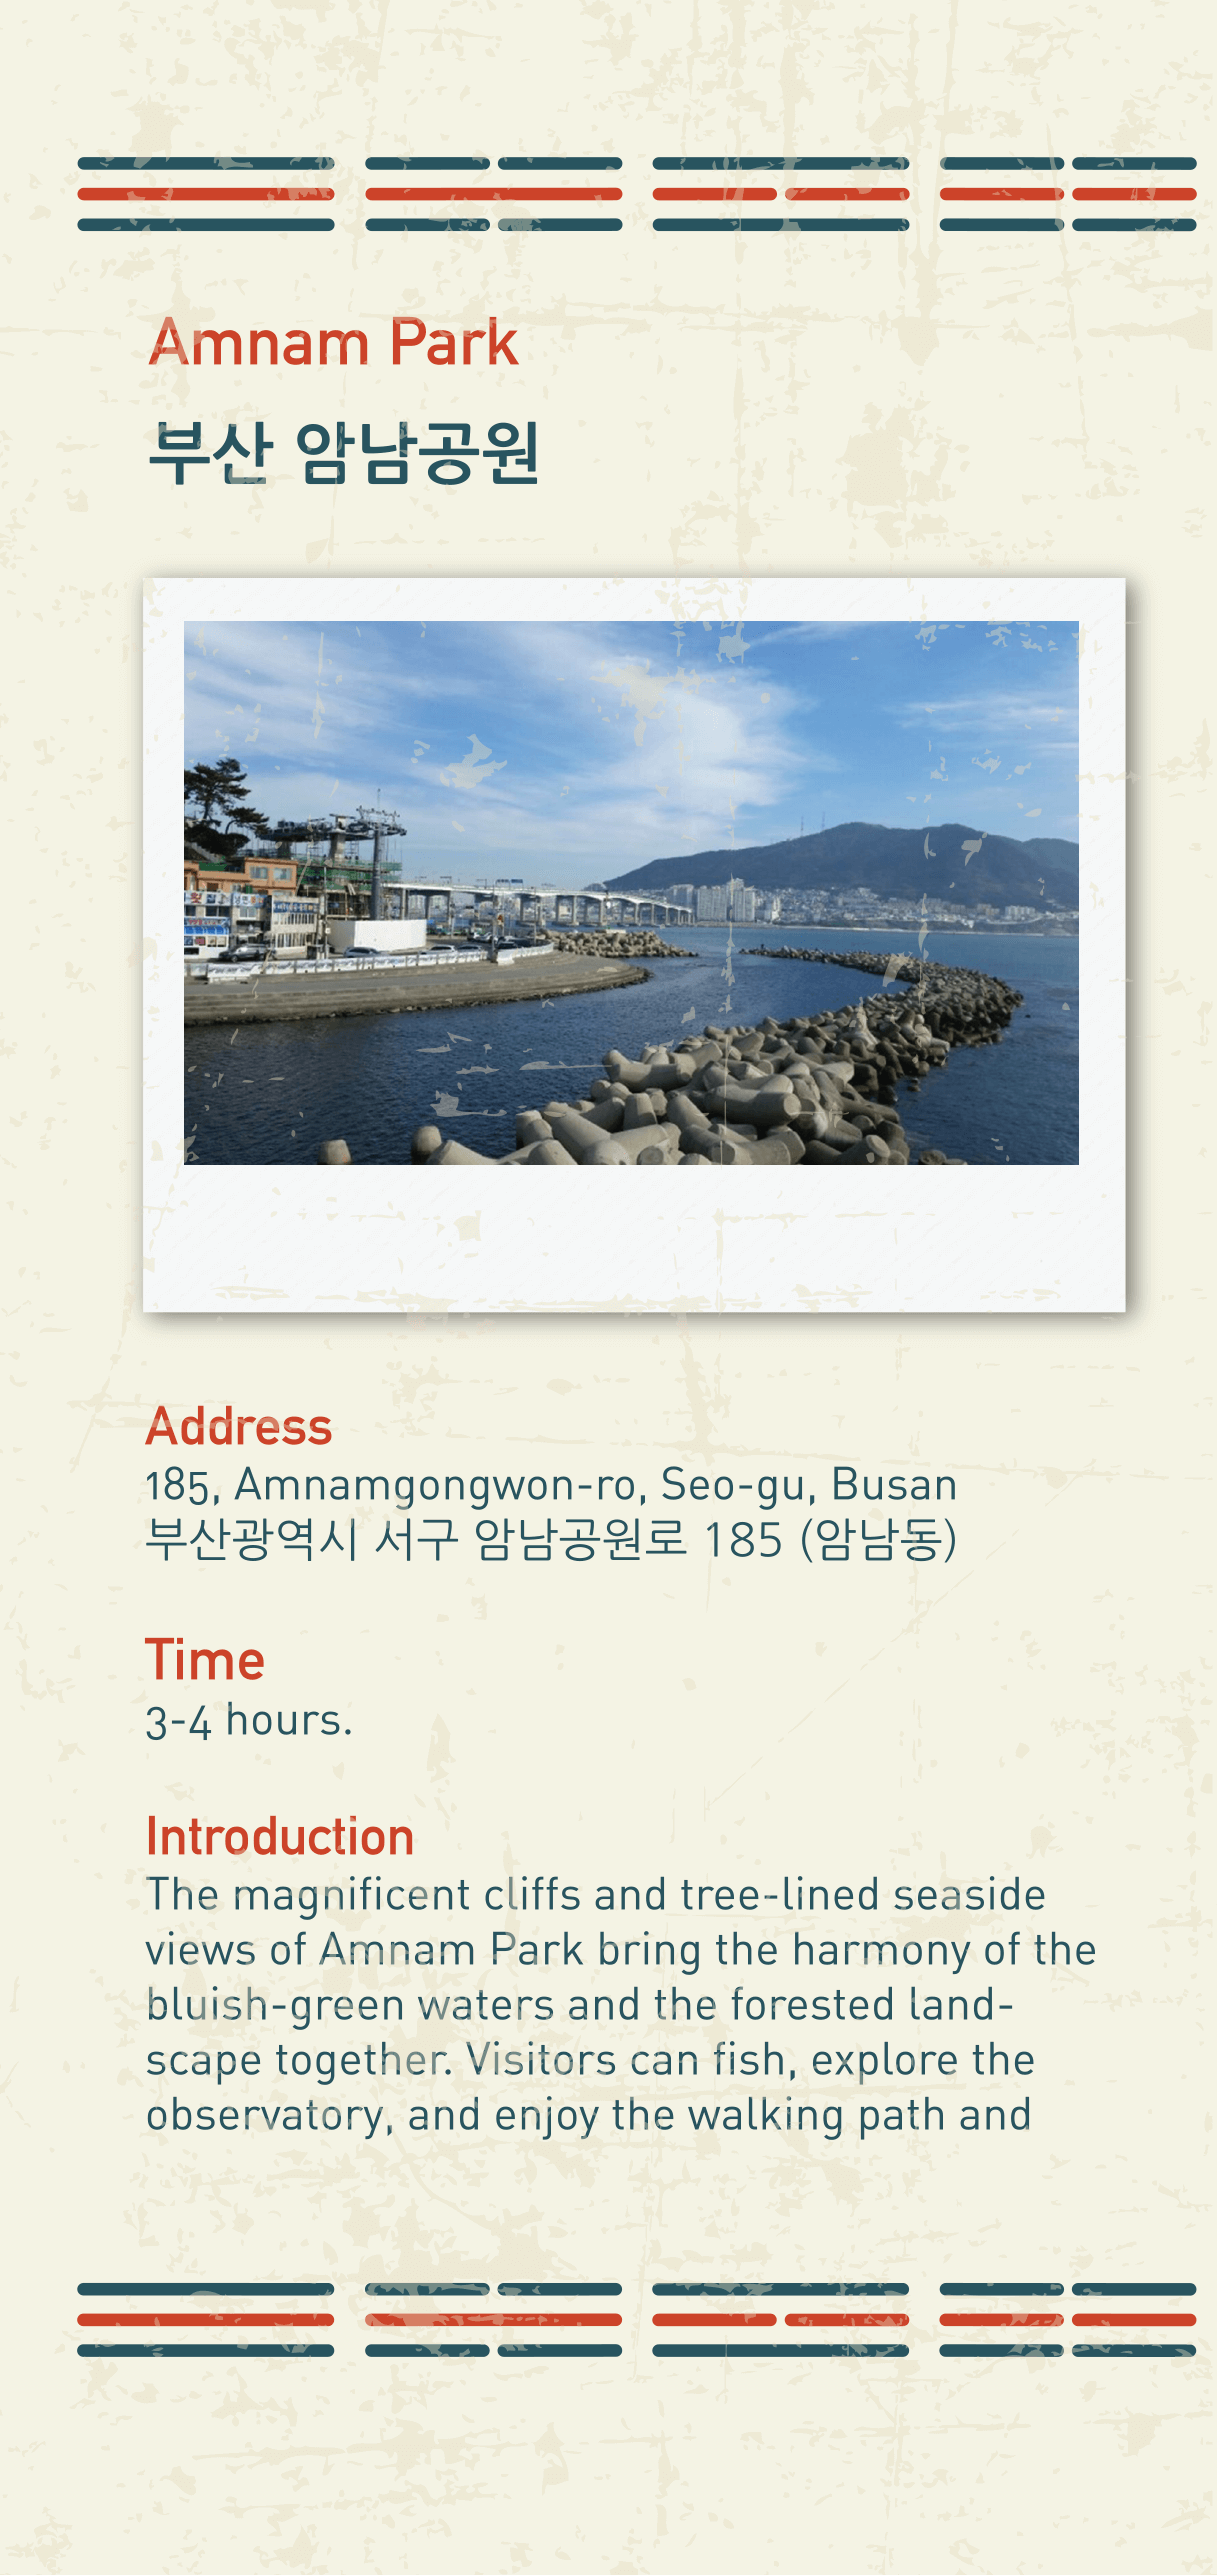 Amnam Park
부산 암남공원
Address
185, Amnamgongwon-ro, Seo-gu, Busan
부산광역시 서구 암남공원로 185 (암남동)
Time
3-4 hours.
Introduction
The magnificent cliffs and tree-lined seaside
views of Amnam Park bring the harmony of the
bluish-green waters and the forested land-
scape together. Visitors can fish, explore the
observatory, and enjoy the walking path and